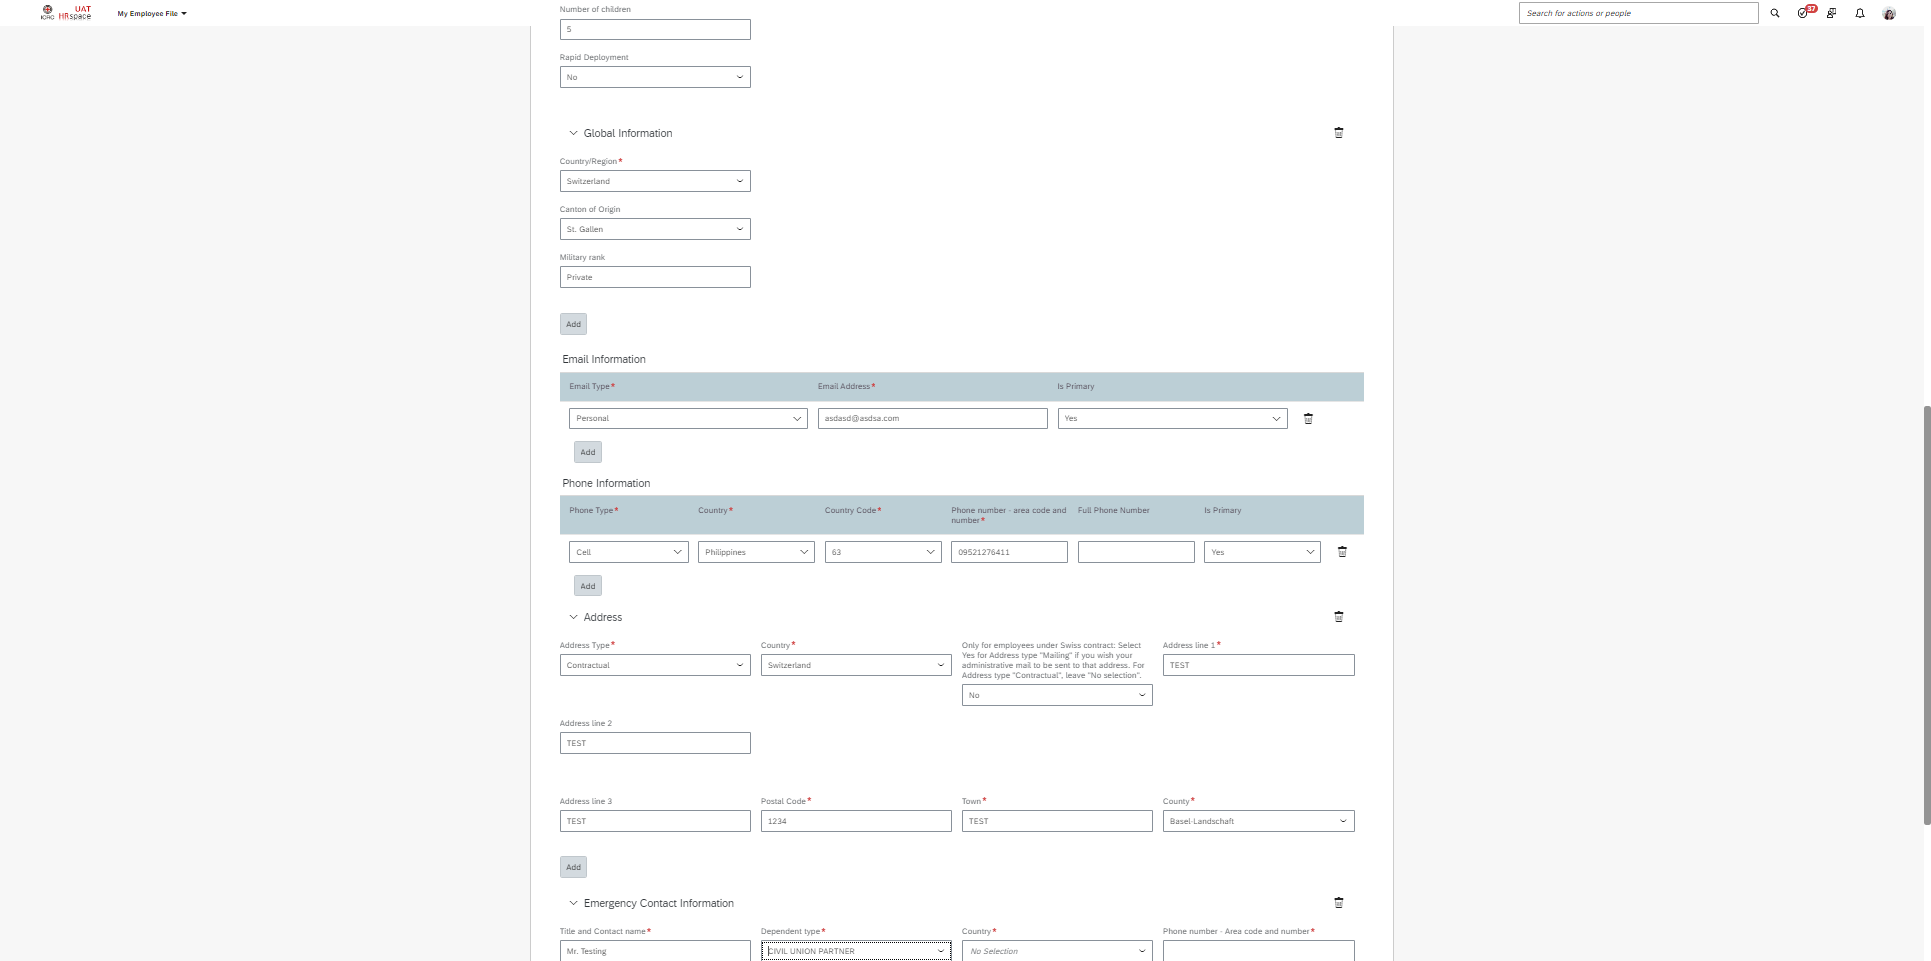 ICRC
UAT
HRspace
My Employee File
Search for actions or people
37
Number of children
5
Rapid Deployment
No
Global Information
Country/Region*
Switzerland
Canton of Origin
St. Gallen
Military rank
Private
Add
Email Information
Email Type* Email Address* Is Primary
Personal asdasd@asdsa.com Yes
Add
Phone Information
Phone Type* Country* Country Code* Phone number - area code and Full Phone Number Is Primary
number*
Cell Philippines 63 09521276411 Yes
Add
Address
Address Type* Country* Only for employees under Swiss contract: Select Address line 1*
Yes for Address type "Mailing" if you wish your
administrative mail to be sent to that address. For
Address type "Contractual", leave "No selection".
Contractual Switzerland No TEST
Address line 2
TEST
Address line 3 Postal Code* Town* County*
TEST 1234 TEST Basel-Landschaft
Add
Emergency Contact Information
Title and Contact name* Dependent type* Country* Phone number - Area code and number*
Mr. Testing CIVIL UNION PARTNER No Selection